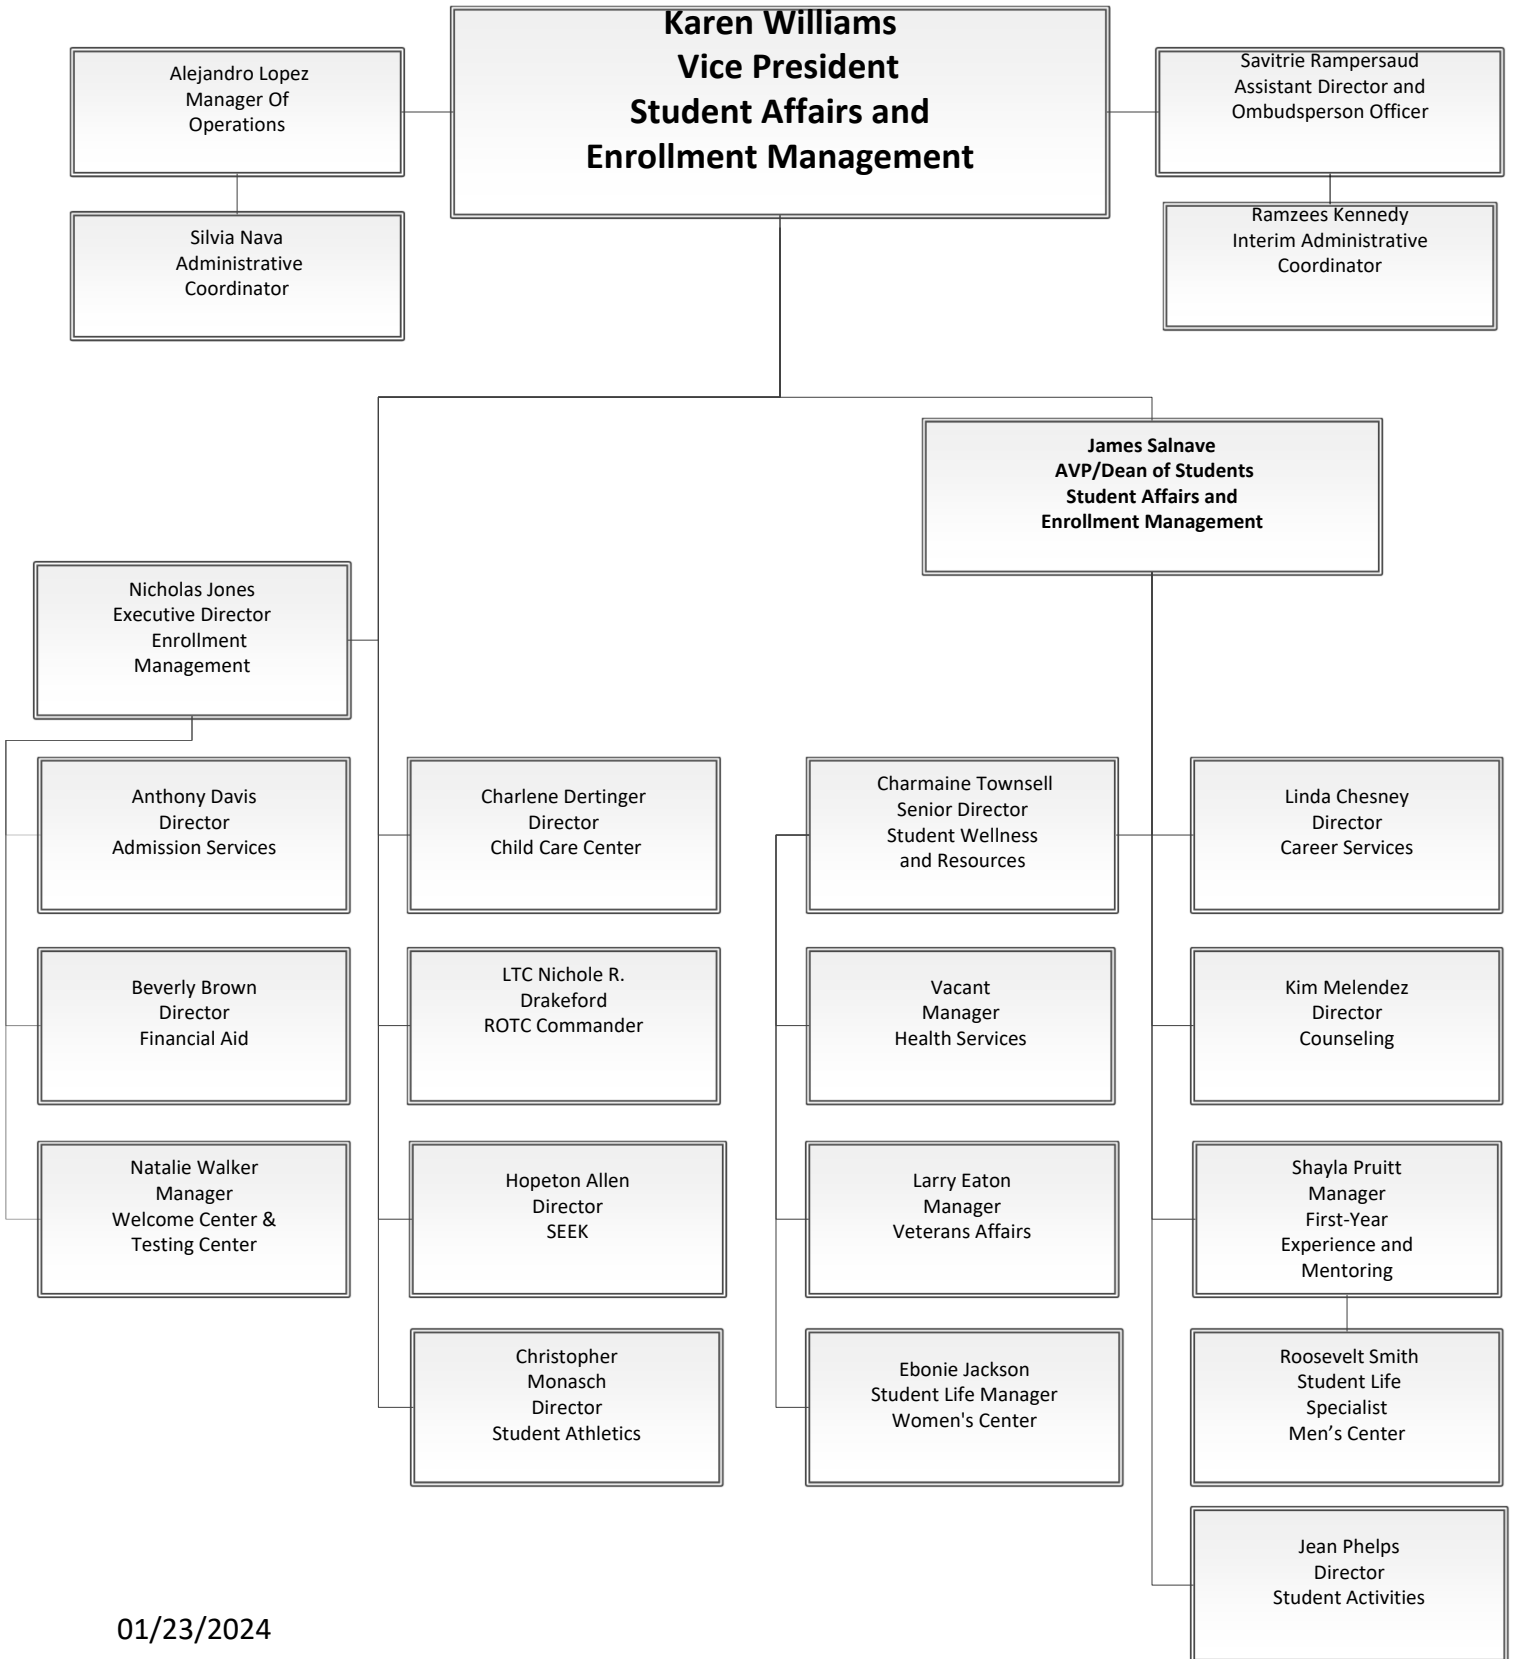 Karen Williams
Vice President
Student Affairs and
Enrollment Management
Alejandro Lopez
Manager Of
Operations
Savitrie Rampersaud
Assistant Director and
Ombudsperson Officer
Silvia Nava
Administrative
Coordinator
Ramzees Kennedy
Interim Administrative
Coordinator
James Salnave
AVP/Dean of Students
Student Affairs and
Enrollment Management
Nicholas Jones
Executive Director
Enrollment
Management
Anthony Davis
Director
Admission Services
Charlene Dertinger
Director
Child Care Center
Charmaine Townsell
Senior Director
Student Wellness
and Resources
Linda Chesney
Director
Career Services
Beverly Brown
Director
Financial Aid
LTC Nichole R.
Drakeford
ROTC Commander
Vacant
Manager
Health Services
Kim Melendez
Director
Counseling
Natalie Walker
Manager
Welcome Center &
Testing Center
Hopeton Allen
Director
SEEK
Larry Eaton
Manager
Veterans Affairs
Shayla Pruitt
Manager
First-Year
Experience and
Mentoring
Christopher
Monasch
Director
Student Athletics
Ebonie Jackson
Student Life Manager
Women's Center
Roosevelt Smith
Student Life
Specialist
Men’s Center
Jean Phelps
Director
Student Activities
01/23/2024